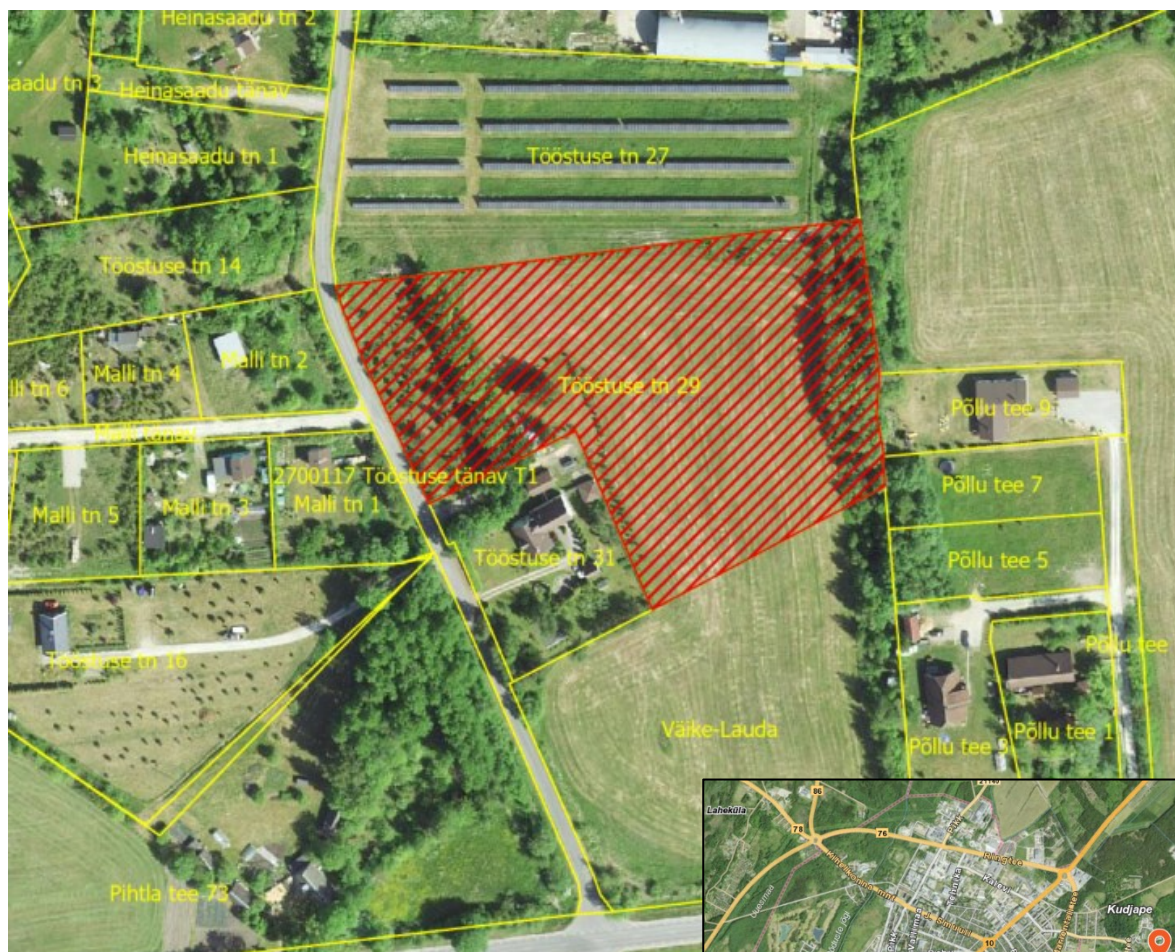 Heinasaadu tn 2
saadu tn 3
Heinasaadu tänav
Heinasaadu tn 1
Tööstuse tn 27
Tööstuse tn 14
Malli tn 2
Malli tn 4
lli tn 6
Tööstuse tn 29
Põllu tee 9
Malli tänav
2700117 Tööstuse tänav T1
Malli tn 1
Malli tn 3
Malli tn 5
Põllu tee 7
Põllu tee 5
Tööstuse tn 31
Põllu tee
Tööstuse tn 16
Väike-Lauda
Põllu tee 3
Põllu tee 1
Pihtla tee 73
Laheküla
86
78
76
Ringtee
Kalevi
Kudjape
10